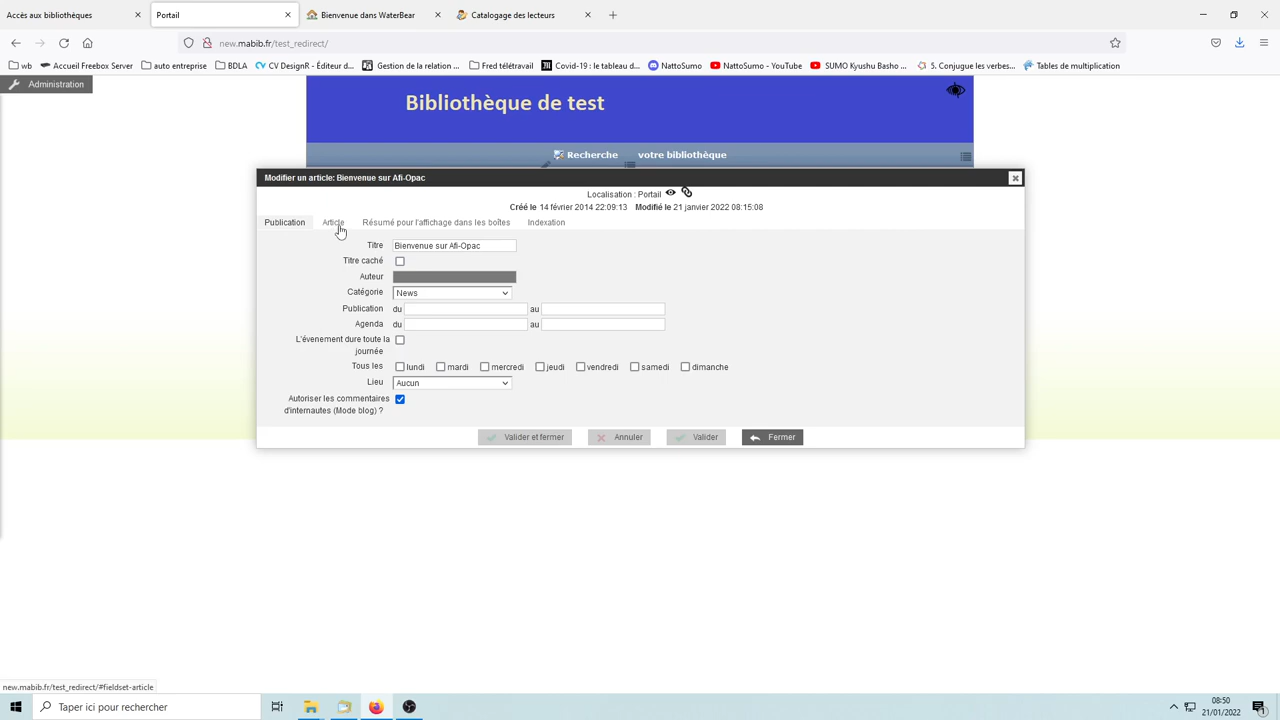 Accès aux bibliothèques
Portail
Bienvenue dans WaterBear
Catalogage des lecteurs
new.mabib.fr/test_redirect/
wb
Accueil Freebox Server
auto entreprise
BDLA
CV DesignR - Éditeur d...
Gestion de la relation ...
Fred télétravail
Covid-19 : le tableau d...
NattoSumo
NattoSumo - YouTube
SUMO Kyushu Basho ...
5. Conjugue les verbes...
Tables de multiplication
Administration
Bibliothèque de test
Recherche
votre bibliothèque
Modifier un article: Bienvenue sur Afi-Opac
Localisation : Portail
Créé le 14 février 2014 22:09:13 Modifié le 21 janvier 2022 08:15:08
Publication
Article
Résumé pour l'affichage dans les boîtes
Indexation
Titre
Bienvenue sur Afi-Opac
Titre caché
Auteur
Catégorie
News
Publication
du
au
Agenda
du
au
L'évenement dure toute la
journée
Tous les
lundi
mardi
mercredi
jeudi
vendredi
samedi
dimanche
Lieu
Aucun
Autoriser les commentaires
d'internautes (Mode blog) ?
Valider et fermer
Annuler
Valider
Fermer
new.mabib.fr/test_redirect/#fieldset-article
Taper ici pour rechercher
08:50
21/01/2022